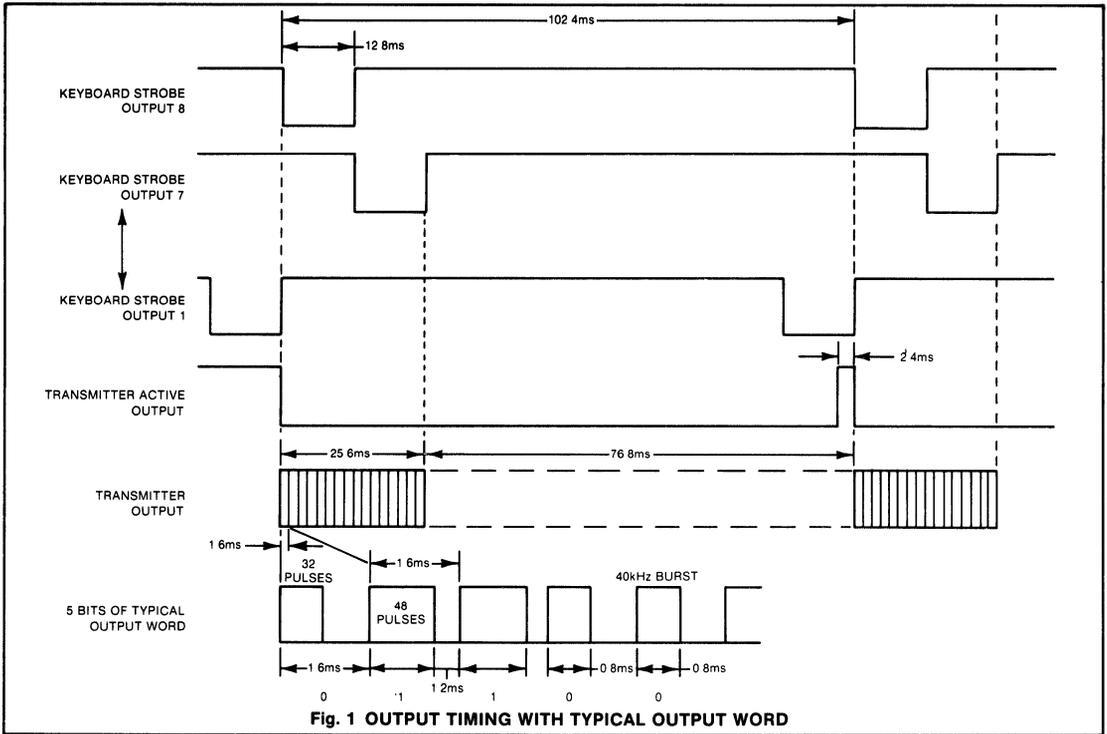 102 4ms
12 8ms
KEYBOARD STROBE
OUTPUT 8
KEYBOARD STROBE
OUTPUT 7
KEYBOARD STROBE
OUTPUT 1
2 4ms
TRANSMITTER ACTIVE
OUTPUT
25 6ms
76 8ms
TRANSMITTER
OUTPUT
1 6ms
32
PULSES
1 6ms
40kHz BURST
5 BITS OF TYPICAL
OUTPUT WORD
48
PULSES
1 6ms
1 2ms
0 8ms
0 8ms
0 1 1 0 0
Fig. 1 OUTPUT TIMING WITH TYPICAL OUTPUT WORD